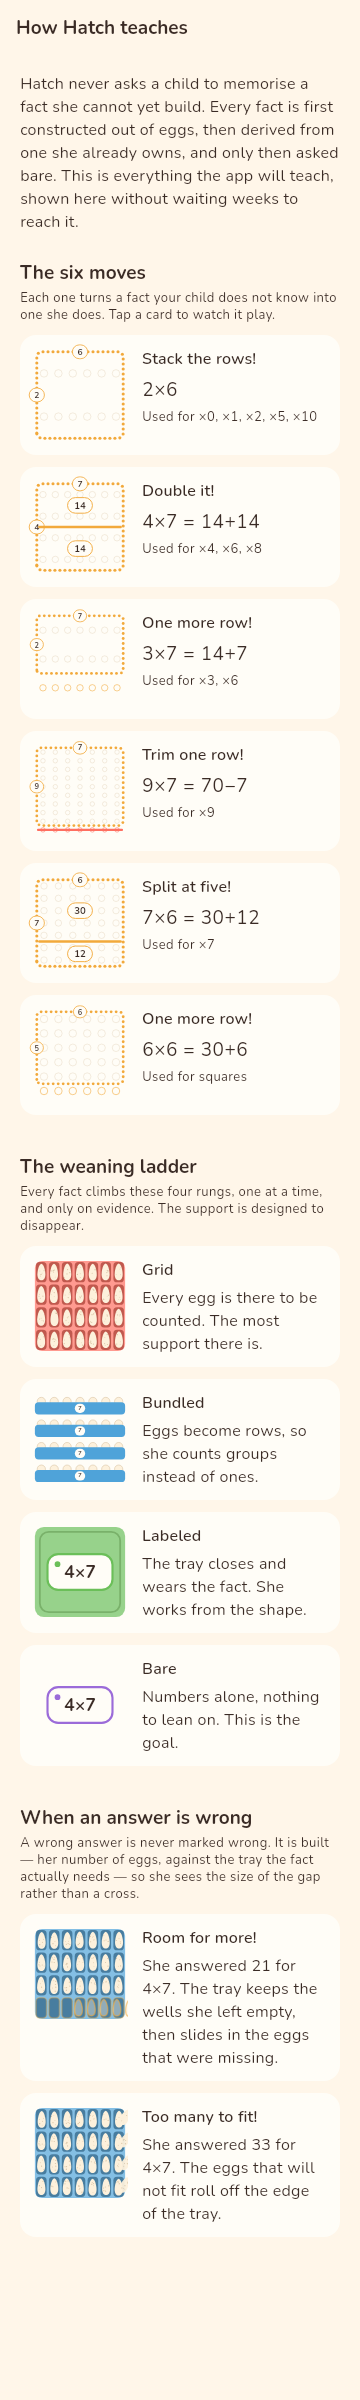 How Hatch teaches
Hatch never asks a child to memorise a
fact she cannot yet build. Every fact is first
constructed out of eggs, then derived from
one she already owns, and only then asked
bare. This is everything the app will teach,
shown here without waiting weeks to
reach it.
The six moves
Each one turns a fact your child does not know into
one she does. Tap a card to watch it play.
6
2
Stack the rows!
2×6
Used for ×0, ×1, ×2, ×5, ×10
7
14
4
14
Double it!
4×7 = 14+14
Used for ×4, ×6, ×8
7
2
One more row!
3×7 = 14+7
Used for ×3, ×6
7
9
Trim one row!
9×7 = 70−7
Used for ×9
6
30
7
12
Split at five!
7×6 = 30+12
Used for ×7
6
5
One more row!
6×6 = 30+6
Used for squares
The weaning ladder
Every fact climbs these four rungs, one at a time,
and only on evidence. The support is designed to
disappear.
Grid
Every egg is there to be
counted. The most
support there is.
7
7
7
7
Bundled
Eggs become rows, so
she counts groups
instead of ones.
4×7
Labeled
The tray closes and
wears the fact. She
works from the shape.
4×7
Bare
Numbers alone, nothing
to lean on. This is the
goal.
When an answer is wrong
A wrong answer is never marked wrong. It is built
— her number of eggs, against the tray the fact
actually needs — so she sees the size of the gap
rather than a cross.
Room for more!
She answered 21 for
4×7. The tray keeps the
wells she left empty,
then slides in the eggs
that were missing.
Too many to fit!
She answered 33 for
4×7. The eggs that will
not fit roll off the edge
of the tray.